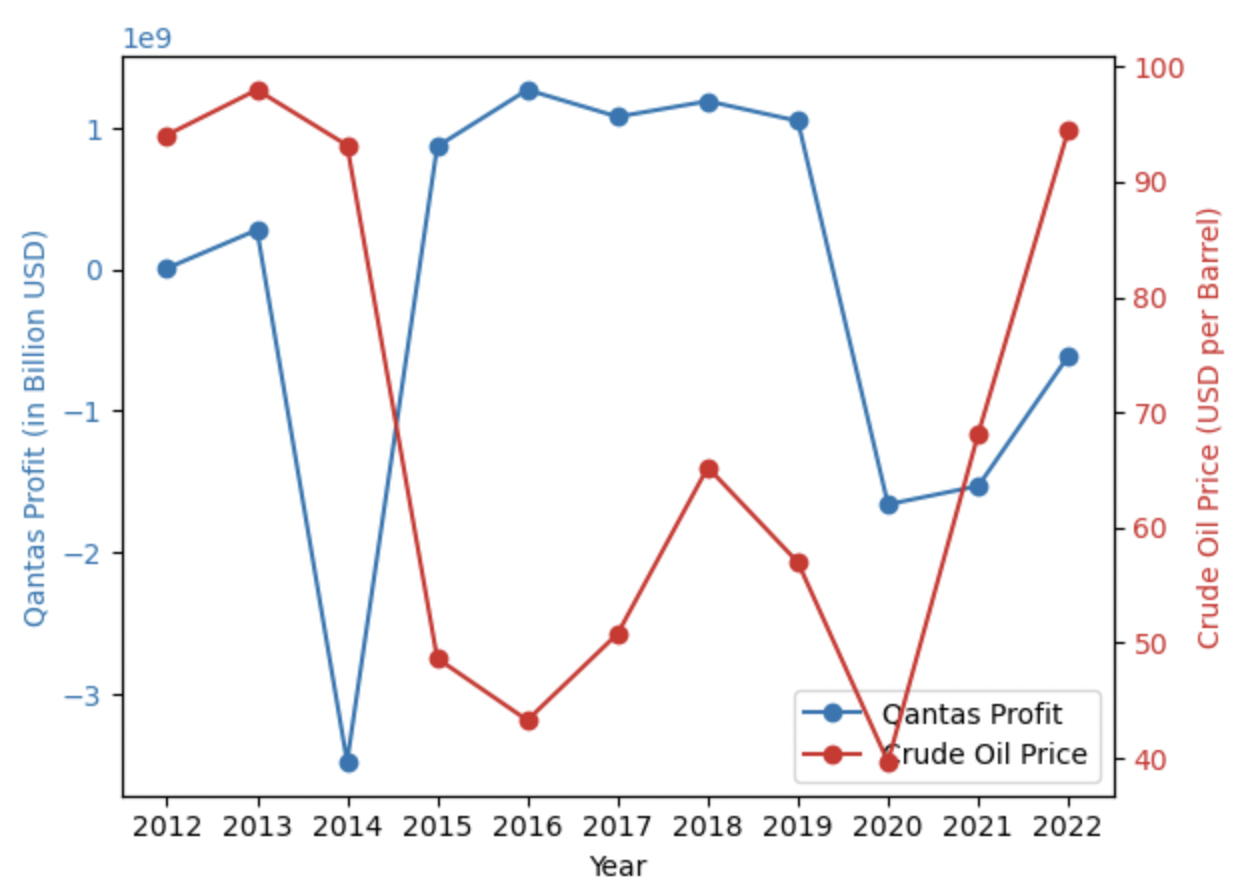 1e9
Qantas Profit (in Billion USD)
1
0
−1
−2
−3
100
90
80
70
60
50
40
Crude Oil Price (USD per Barrel)
Qantas Profit
Crude Oil Price
2012 2013 2014 2015 2016 2017 2018 2019 2020 2021 2022
Year